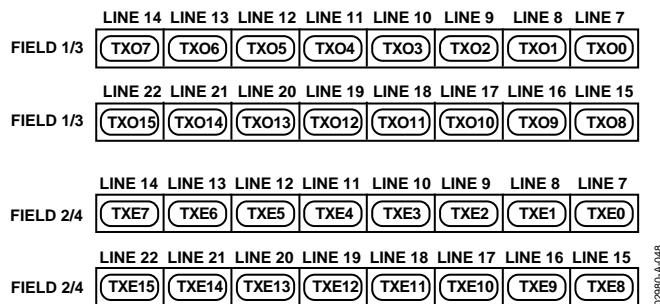 LINE 14 LINE 13 LINE 12 LINE 11 LINE 10 LINE 9 LINE 8 LINE 7
FIELD 1/3 TXO7 TXO6 TXO5 TXO4 TXO3 TXO2 TXO1 TXO0
LINE 22 LINE 21 LINE 20 LINE 19 LINE 18 LINE 17 LINE 16 LINE 15
FIELD 1/3 TXO15 TXO14 TXO13 TXO12 TXO11 TXO10 TXO9 TXO8
LINE 14 LINE 13 LINE 12 LINE 11 LINE 10 LINE 9 LINE 8 LINE 7
FIELD 2/4 TXE7 TXE6 TXE5 TXE4 TXE3 TXE2 TXE1 TXE0
LINE 22 LINE 21 LINE 20 LINE 19 LINE 18 LINE 17 LINE 16 LINE 15
FIELD 2/4 TXE15 TXE14 TXE13 TXE12 TXE11 TXE10 TXE9 TXE8